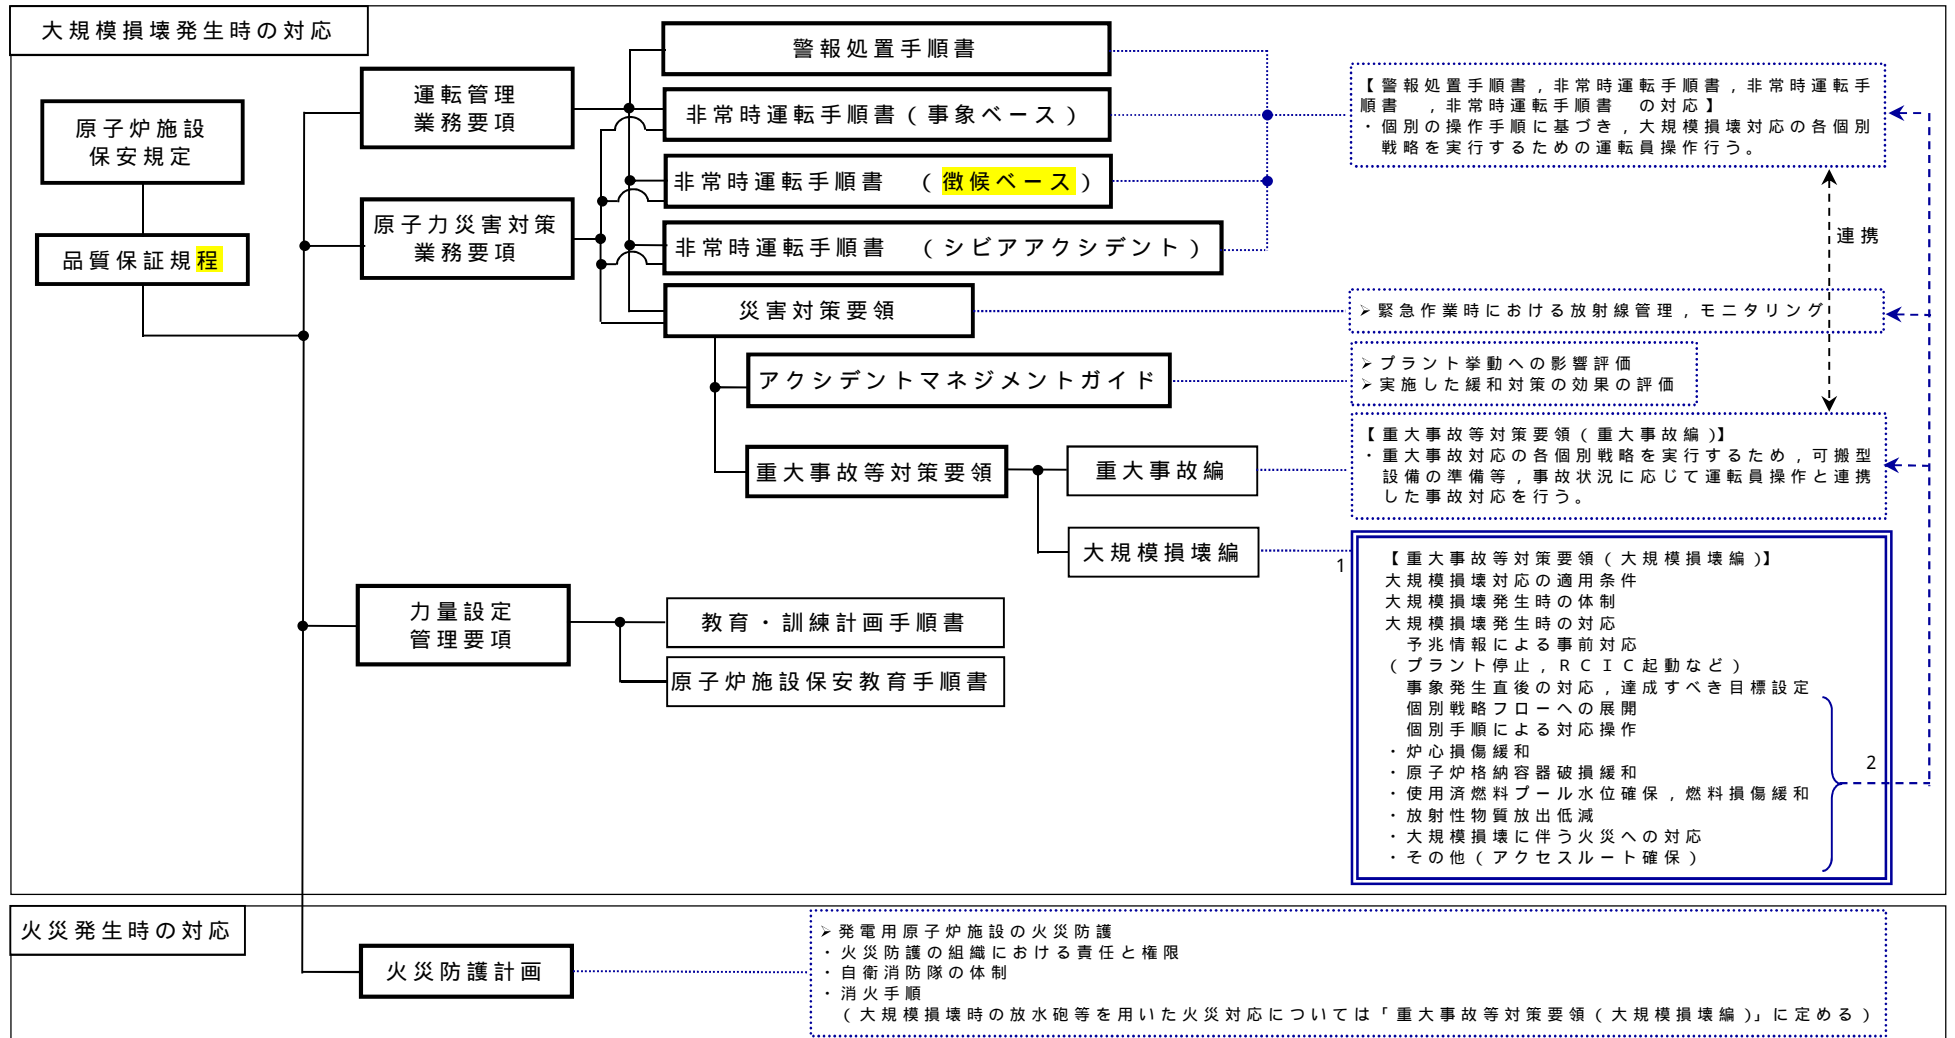 大規模損壊発生時の対応
原子炉施設
保安規定
品質保証規程
運転管理
業務要項
原子力災害対策
業務要項
警報処置手順書
非常時運転手順書(事象ベース)
非常時運転手順書 (徴候ベース)
非常時運転手順書 (シビアアクシデント)
災害対策要領
アクシデントマネジメントガイド
重大事故等対策要領
重大事故編
大規模損壊編
力量設定
管理要項
教育・訓練計画手順書
原子炉施設保安教育手順書
【警報処置手順書,非常時運転手順書,非常時運転手
順書 ,非常時運転手順書 の対応】
・個別の操作手順に基づき,大規模損壊対応の各個別
戦略を実行するための運転員操作行う。
連携
➢緊急作業時における放射線管理,モニタリング
➢プラント挙動への影響評価
➢実施した緩和対策の効果の評価
【重大事故等対策要領(重大事故編)】
・重大事故対応の各個別戦略を実行するため,可搬型
設備の準備等,事故状況に応じて運転員操作と連携
した事故対応を行う。
1
【重大事故等対策要領(大規模損壊編)】
大規模損壊対応の適用条件
大規模損壊発生時の体制
大規模損壊発生時の対応
予兆情報による事前対応
(プラント停止,RCIC起動など)
事象発生直後の対応,達成すべき目標設定
個別戦略フローへの展開
個別手順による対応操作
・炉心損傷緩和
・原子炉格納容器破損緩和
・使用済燃料プール水位確保,燃料損傷緩和
・放射性物質放出低減
・大規模損壊に伴う火災への対応
・その他(アクセスルート確保)
2
火災発生時の対応
火災防護計画
➢発電用原子炉施設の火災防護
・火災防護の組織における責任と権限
・自衛消防隊の体制
・消火手順
(大規模損壊時の放水砲等を用いた火災対応については「重大事故等対策要領(大規模損壊編)」に定める)